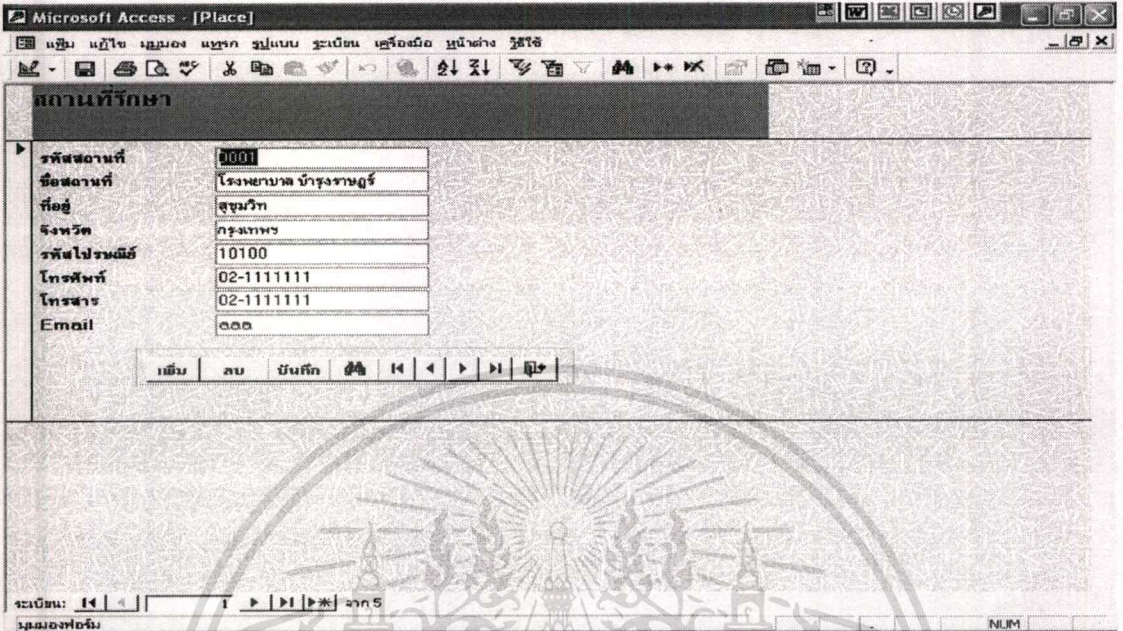 Microsoft Access - [Place]
แฟ้ม แก้ไข มุมมอง แทรก รูปแบบ ระเบียน เครื่องมือ หน้าต่าง วิธีใช้
สถานที่รักษา
รหัสสถานที่ 0001
ชื่อสถานที่ โรงพยาบาล บำรุงราษฎร์
ที่อยู่ สุขุมวิท
จังหวัด กรุงเทพฯ
รหัสไปรษณีย์ 10100
โทรศัพท์ 02-1111111
โทรสาร 02-1111111
Email aaa
เพิ่ม ลบ บันทึก
ระเบียน: 1 จาก 5
มุมมองฟอร์ม NUM